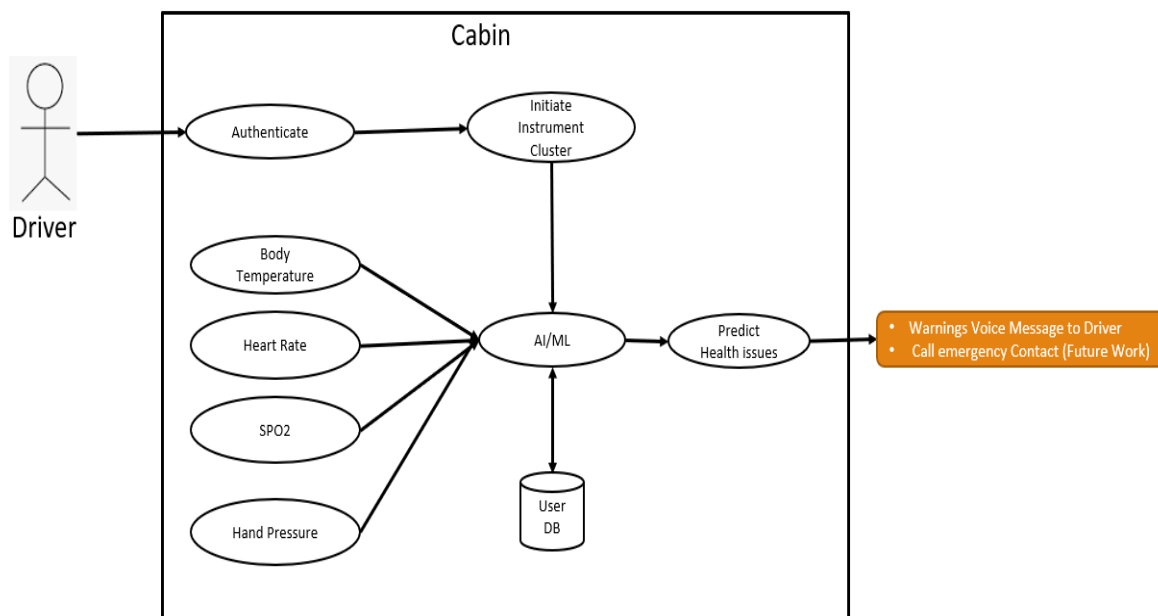 Cabin
Driver
Authenticate
Initiate
Instrument
Cluster
Body
Temperature
Heart Rate
SPO2
Hand Pressure
AI/ML
User
DB
Predict
Health issues
• Warnings Voice Message to Driver
• Call emergency Contact (Future Work)